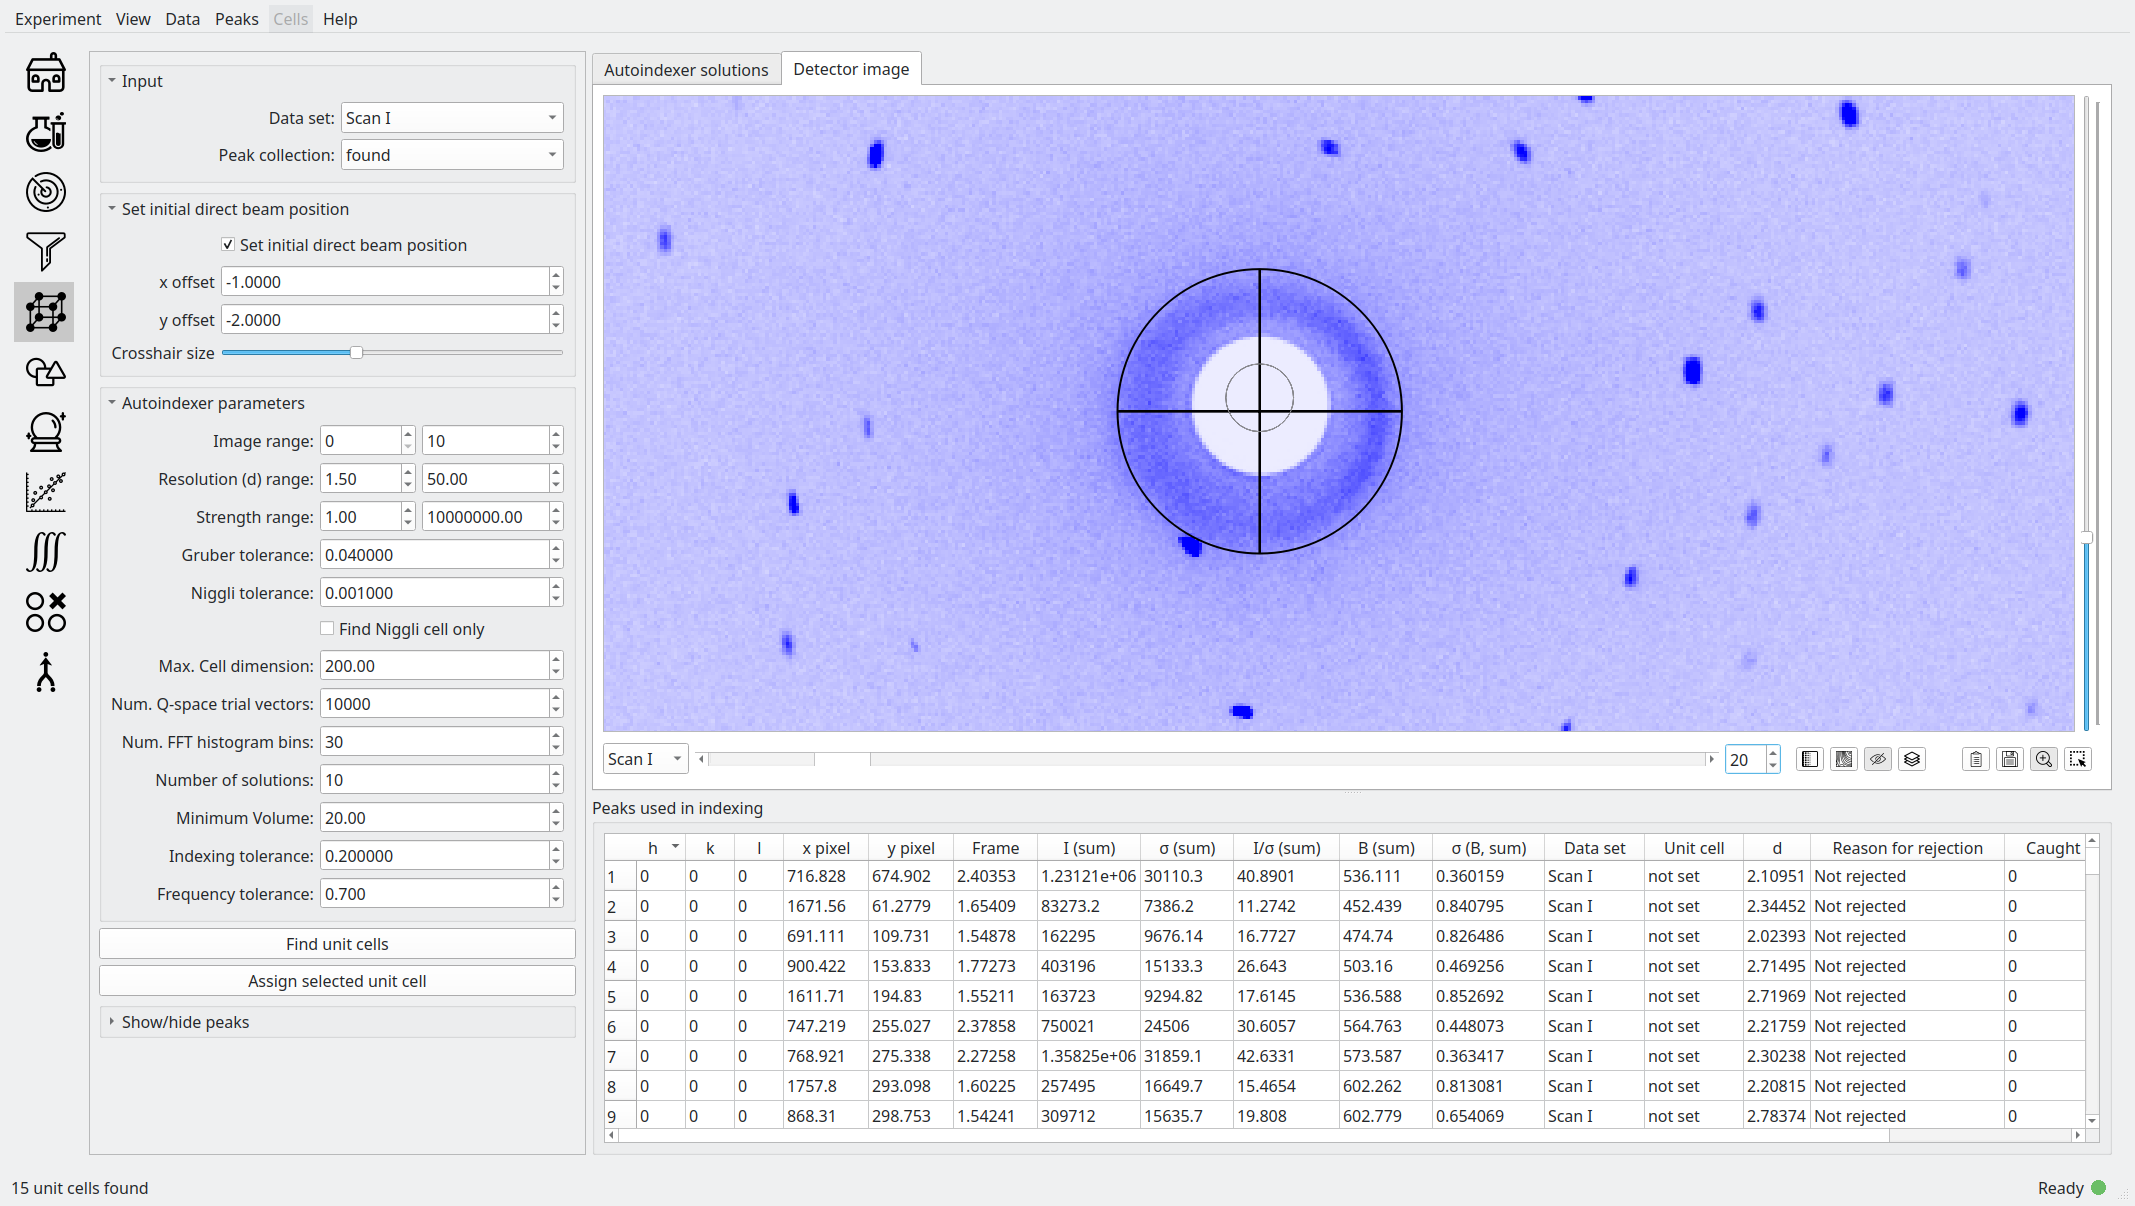 Experiment View Data Peaks Cells Help
Input
Data set: Scan I
Peak collection: found
Set initial direct beam position
Set initial direct beam position
x offset -1.0000
y offset -2.0000
Crosshair size
Autoindexer parameters
Image range: 0 10
Resolution (d) range: 1.50 50.00
Strength range: 1.00 10000000.00
Gruber tolerance: 0.040000
Niggli tolerance: 0.001000
Find Niggli cell only
Max. Cell dimension: 200.00
Num. Q-space trial vectors: 10000
Num. FFT histogram bins: 30
Number of solutions: 10
Minimum Volume: 20.00
Indexing tolerance: 0.200000
Frequency tolerance: 0.700
Find unit cells
Assign selected unit cell
Show/hide peaks
Autoindexer solutions Detector image
Scan I 20
Peaks used in indexing
h k l x pixel y pixel Frame I (sum) σ (sum) I/σ (sum) B (sum) σ (B, sum) Data set Unit cell d Reason for rejection Caught
1 0 0 0 716.828 674.902 2.40353 1.23121e+06 30110.3 40.8901 536.111 0.360159 Scan I not set 2.10951 Not rejected 0
2 0 0 0 1671.56 61.2779 1.65409 83273.2 7386.2 11.2742 452.439 0.840795 Scan I not set 2.34452 Not rejected 0
3 0 0 0 691.111 109.731 1.54878 162295 9676.14 16.7727 474.74 0.826486 Scan I not set 2.02393 Not rejected 0
4 0 0 0 900.422 153.833 1.77273 403196 15133.3 26.643 503.16 0.469256 Scan I not set 2.71495 Not rejected 0
5 0 0 0 1611.71 194.83 1.55211 163723 9294.82 17.6145 536.588 0.852692 Scan I not set 2.71969 Not rejected 0
6 0 0 0 747.219 255.027 2.37858 750021 24506 30.6057 564.763 0.448073 Scan I not set 2.21759 Not rejected 0
7 0 0 0 768.921 275.338 2.27258 1.35825e+06 31859.1 42.6331 573.587 0.363417 Scan I not set 2.30238 Not rejected 0
8 0 0 0 1757.8 293.098 1.60225 257495 16649.7 15.4654 602.262 0.813081 Scan I not set 2.20815 Not rejected 0
9 0 0 0 868.31 298.753 1.54241 309712 15635.7 19.808 602.779 0.654069 Scan I not set 2.78374 Not rejected 0
15 unit cells found
Ready